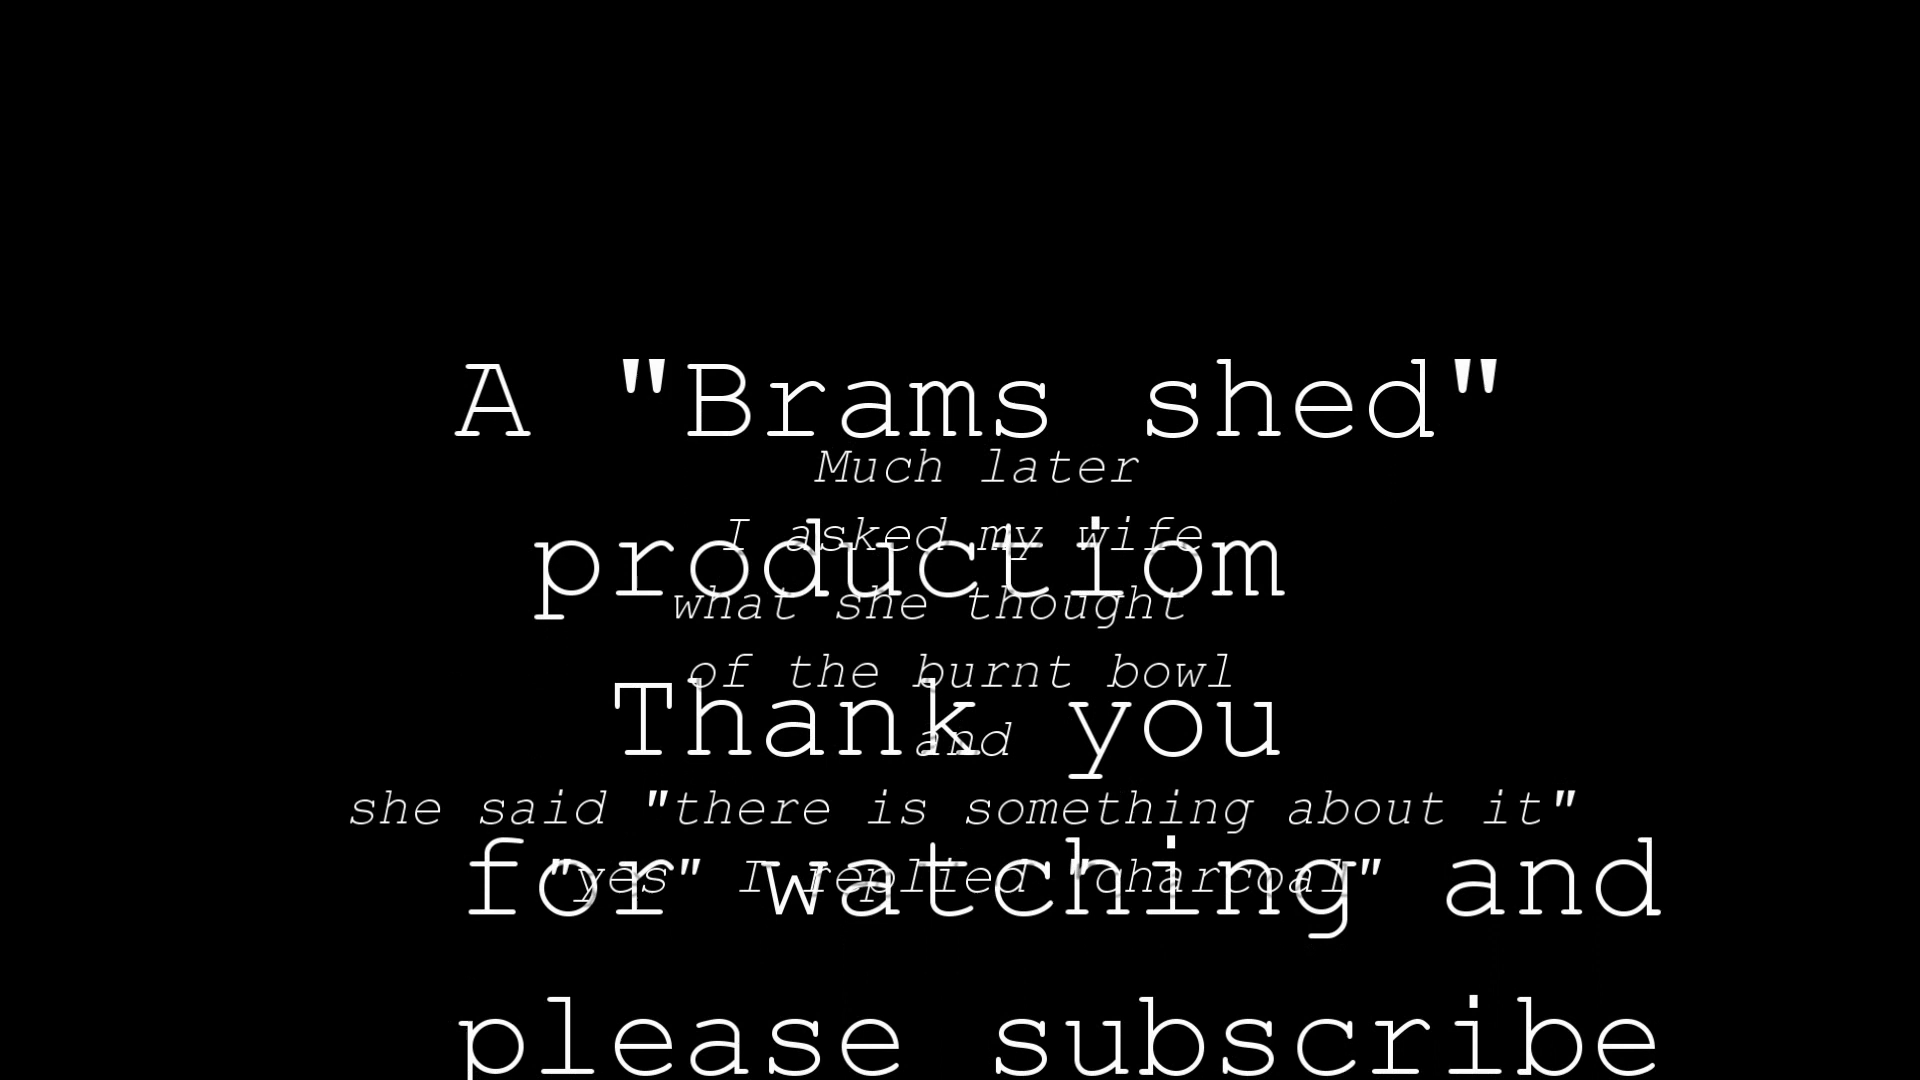 A "Brams shed"
Much later
I asked my wife
productiom
what she thought
of the burnt bowl
Thank you
and
she said "there is something about it"
for watching and
"yes" I replied "charcoal"
please subscribe